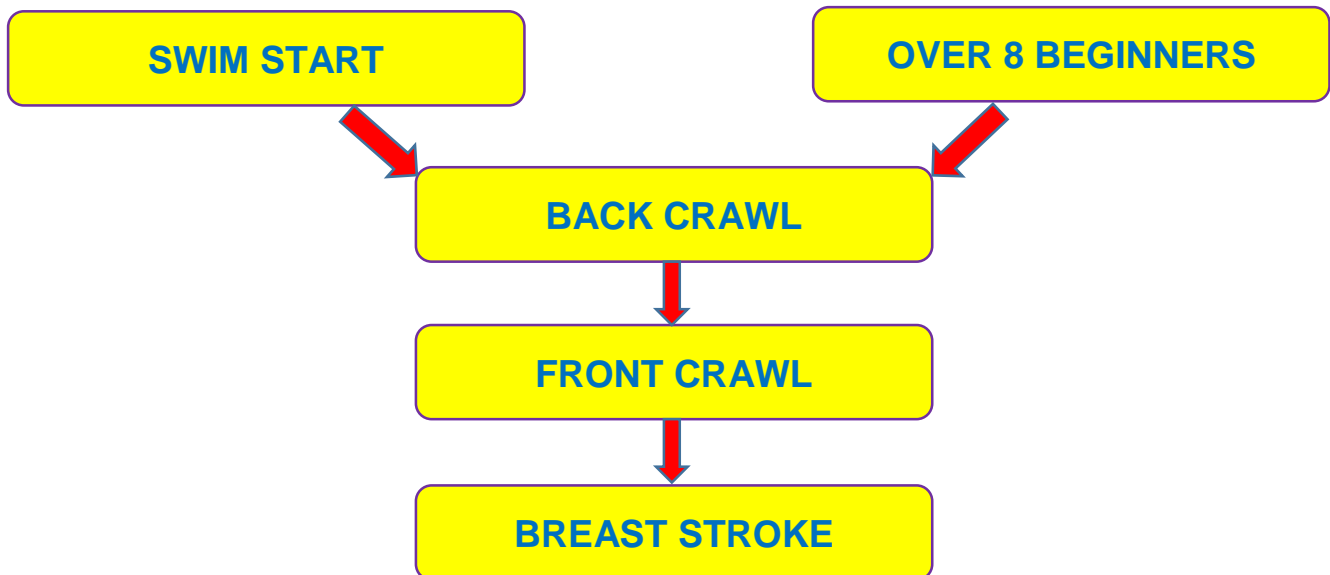 SWIM START
OVER 8 BEGINNERS
BACK CRAWL
FRONT CRAWL
BREAST STROKE